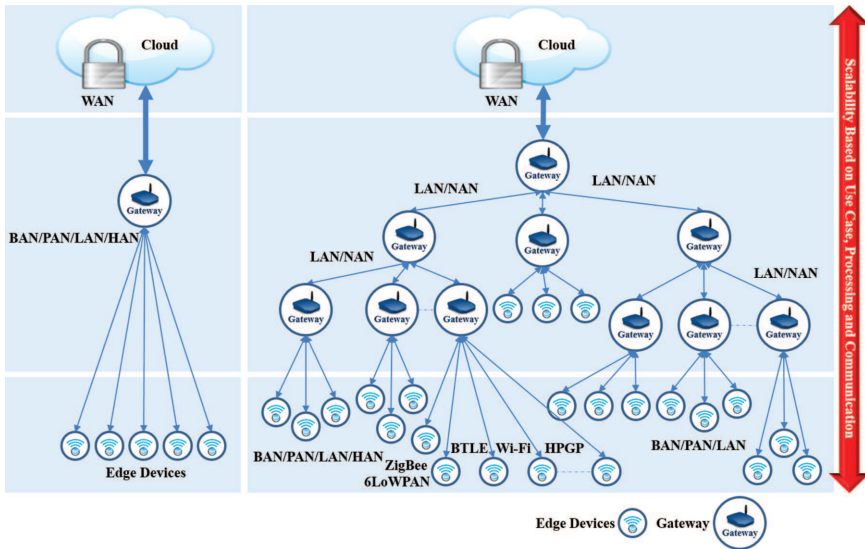 Cloud
WAN
Gateway
BAN/PAN/LAN/HAN
Edge Devices
Cloud
WAN
Gateway
LAN/NAN
LAN/NAN
Gateway
Gateway
Gateway
LAN/NAN
LAN/NAN
Gateway
Gateway
Gateway
Gateway
Gateway
Gateway
BAN/PAN/LAN/HAN
ZigBee
6LoWPAN
BTLE
Wi-Fi
HPGP
BAN/PAN/LAN
Scalability Based on Use Case, Processing and Communication
Edge Devices
Gateway
Gateway